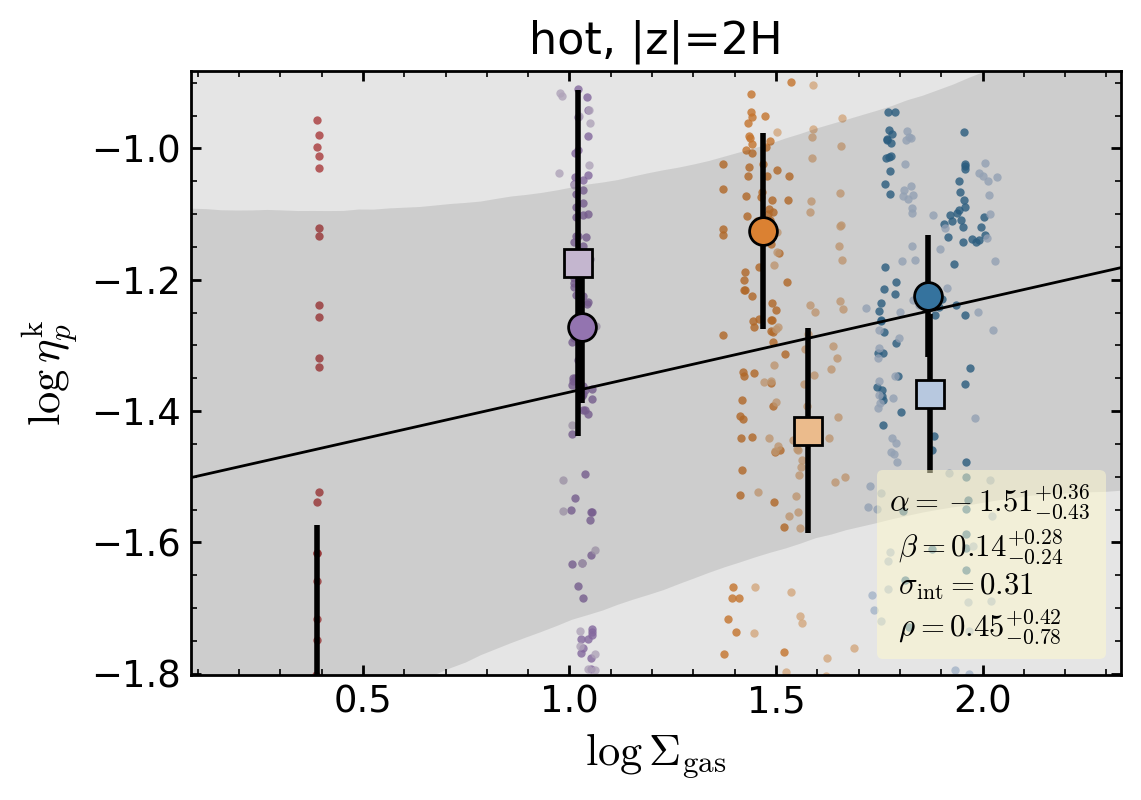 hot, |z|=2H
−1.0
−1.2
−1.4
−1.6
−1.8
log η_p^k
0.5
1.0
1.5
2.0
log Σ_gas
α = − 1.51^{+0.36}_{−0.43}
β = 0.14^{+0.28}_{−0.24}
σ_int = 0.31
ρ = 0.45^{+0.42}_{−0.78}